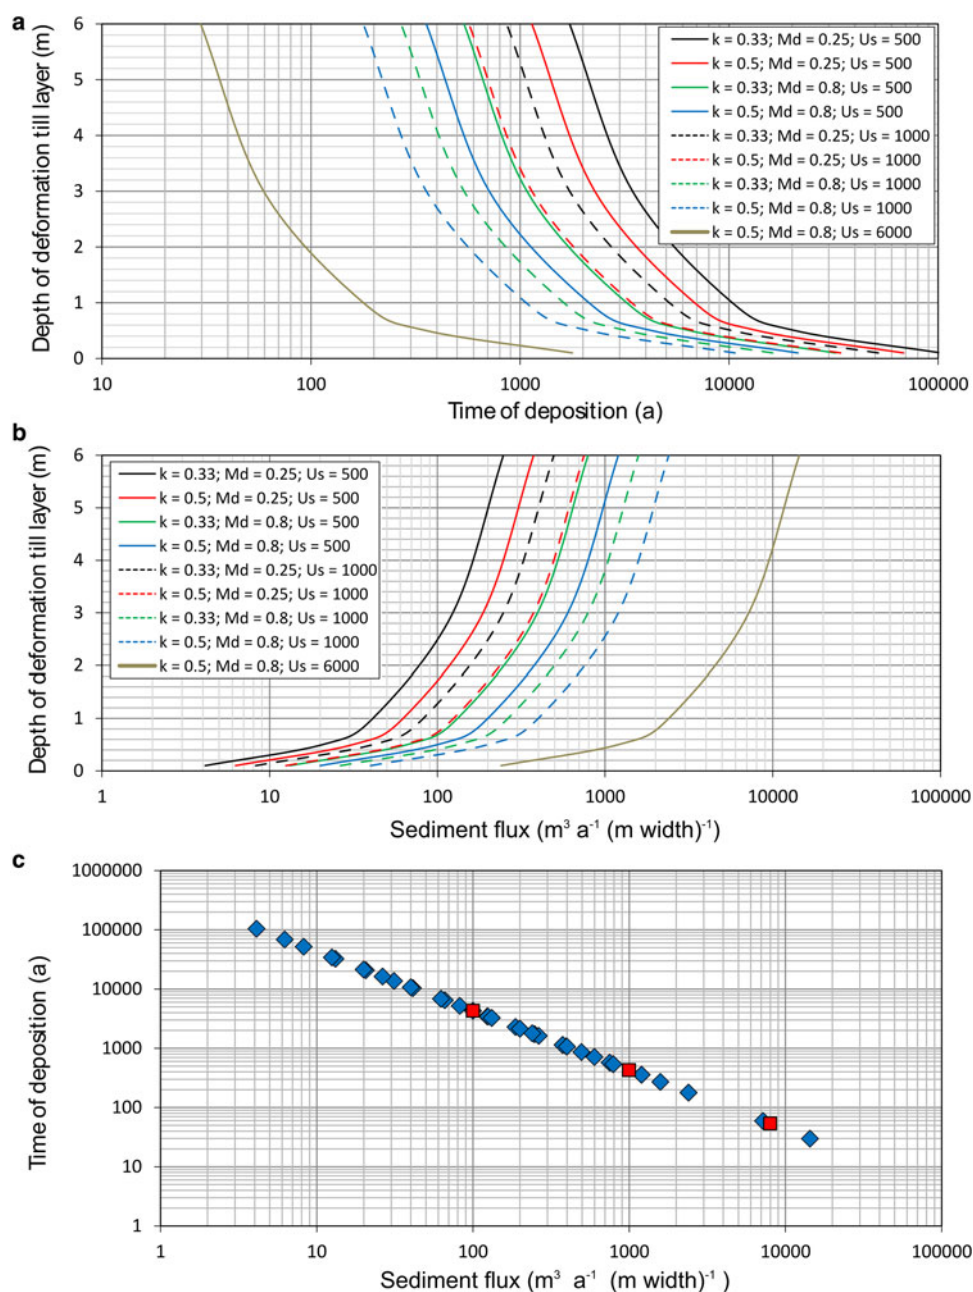 a
Depth of deformation till layer (m)
6
5
4
3
2
1
0
k = 0.33; Md = 0.25; Us = 500
k = 0.5; Md = 0.25; Us = 500
k = 0.33; Md = 0.8; Us = 500
k = 0.5; Md = 0.8; Us = 500
k = 0.33; Md = 0.25; Us = 1000
k = 0.5; Md = 0.25; Us = 1000
k = 0.33; Md = 0.8; Us = 1000
k = 0.5; Md = 0.8; Us = 1000
k = 0.5; Md = 0.8; Us = 6000
10 100 1000 10000 100000
Time of deposition (a)
b
Depth of deformation till layer (m)
6
5
4
3
2
1
0
k = 0.33; Md = 0.25; Us = 500
k = 0.5; Md = 0.25; Us = 500
k = 0.33; Md = 0.8; Us = 500
k = 0.5; Md = 0.8; Us = 500
k = 0.33; Md = 0.25; Us = 1000
k = 0.5; Md = 0.25; Us = 1000
k = 0.33; Md = 0.8; Us = 1000
k = 0.5; Md = 0.8; Us = 1000
k = 0.5; Md = 0.8; Us = 6000
1 10 100 1000 10000 100000
Sediment flux (m³ a⁻¹ (m width)⁻¹)
c
Time of deposition (a)
1000000
100000
10000
1000
100
10
1
1 10 100 1000 10000 100000
Sediment flux (m³ a⁻¹ (m width)⁻¹ )